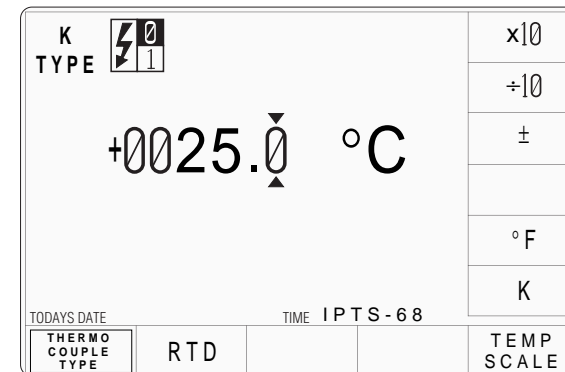 K
TYPE
0
1
+0025.0 °C
x10
÷10
±
°F
K
TODAYS DATE TIME IPTS-68
THERMO
COUPLE
TYPE
RTD
TEMP
SCALE